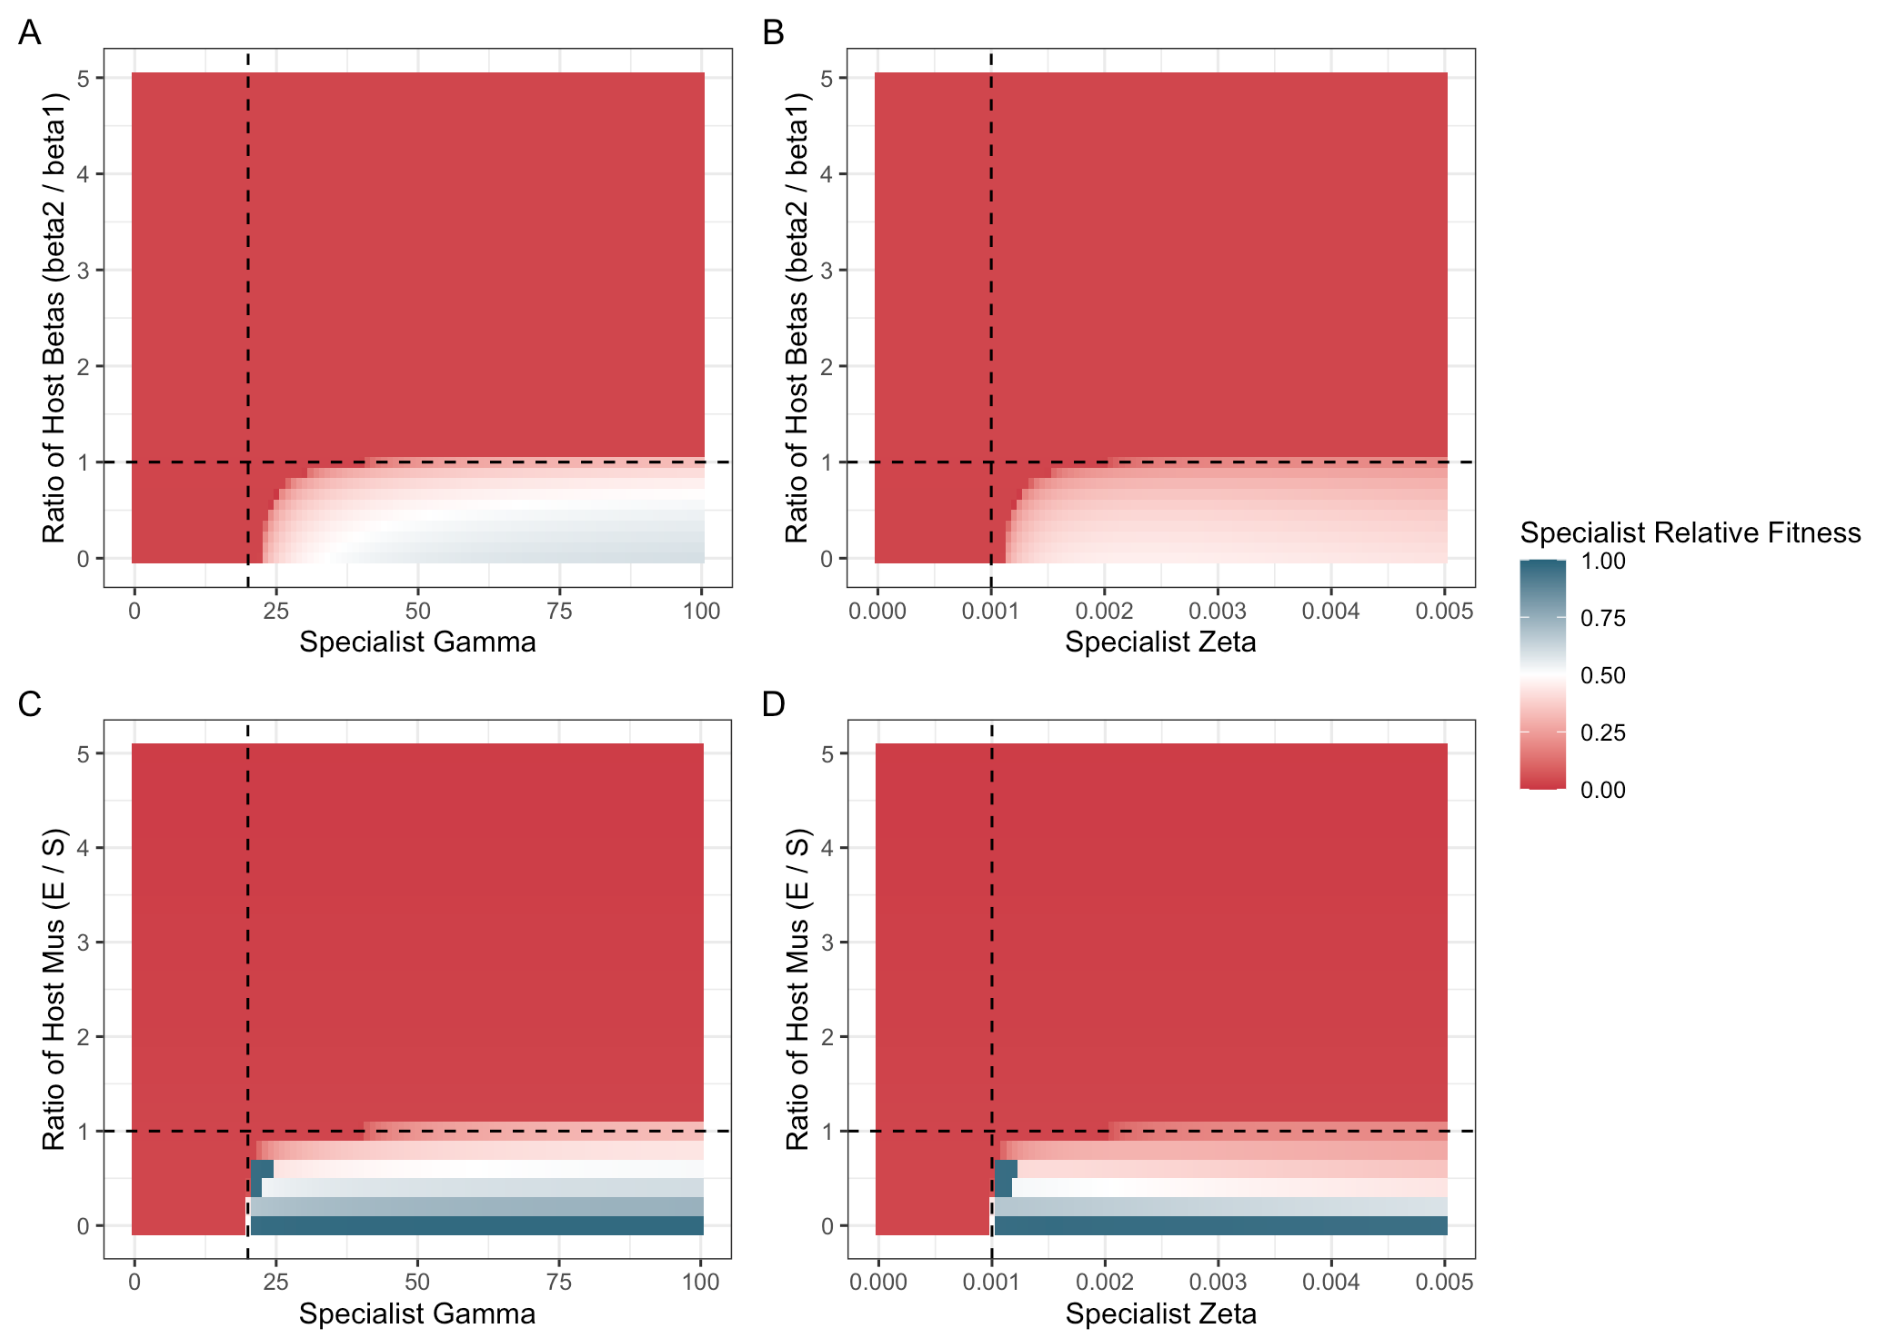 A
Ratio of Host Betas (beta2 / beta1)
5
4
3
2
1
0
0 25 50 75 100
Specialist Gamma
B
Ratio of Host Betas (beta2 / beta1)
5
4
3
2
1
0
0.000 0.001 0.002 0.003 0.004 0.005
Specialist Zeta
Specialist Relative Fitness
1.00
0.75
0.50
0.25
0.00
C
Ratio of Host Mus (E / S)
5
4
3
2
1
0
0 25 50 75 100
Specialist Gamma
D
Ratio of Host Mus (E / S)
5
4
3
2
1
0
0.000 0.001 0.002 0.003 0.004 0.005
Specialist Zeta